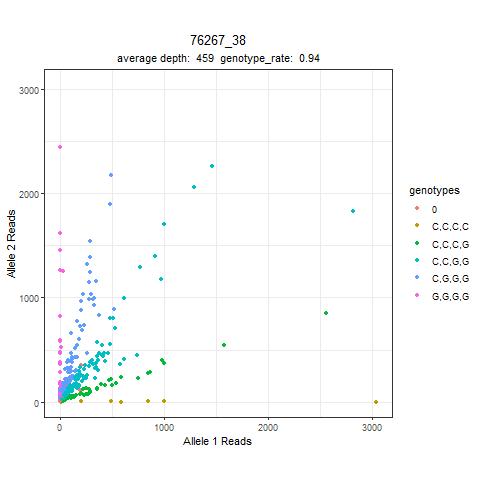 76267_38
average depth:  459  genotype_rate:  0.94
3000
2000
1000
0
Allele 2 Reads
0
1000
2000
3000
Allele 1 Reads
genotypes
0
C,C,C,C
C,C,C,G
C,C,G,G
C,G,G,G
G,G,G,G